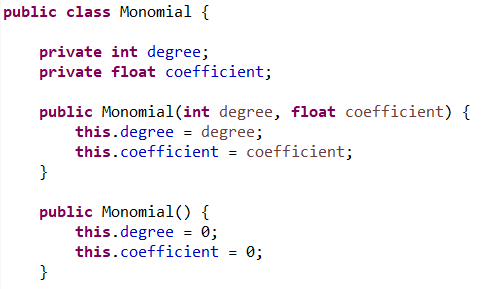 public class Monomial {
private int degree;
private float coefficient;
public Monomial(int degree, float coefficient) {
this.degree = degree;
this.coefficient = coefficient;
}
public Monomial() {
this.degree = 0;
this.coefficient = 0;
}